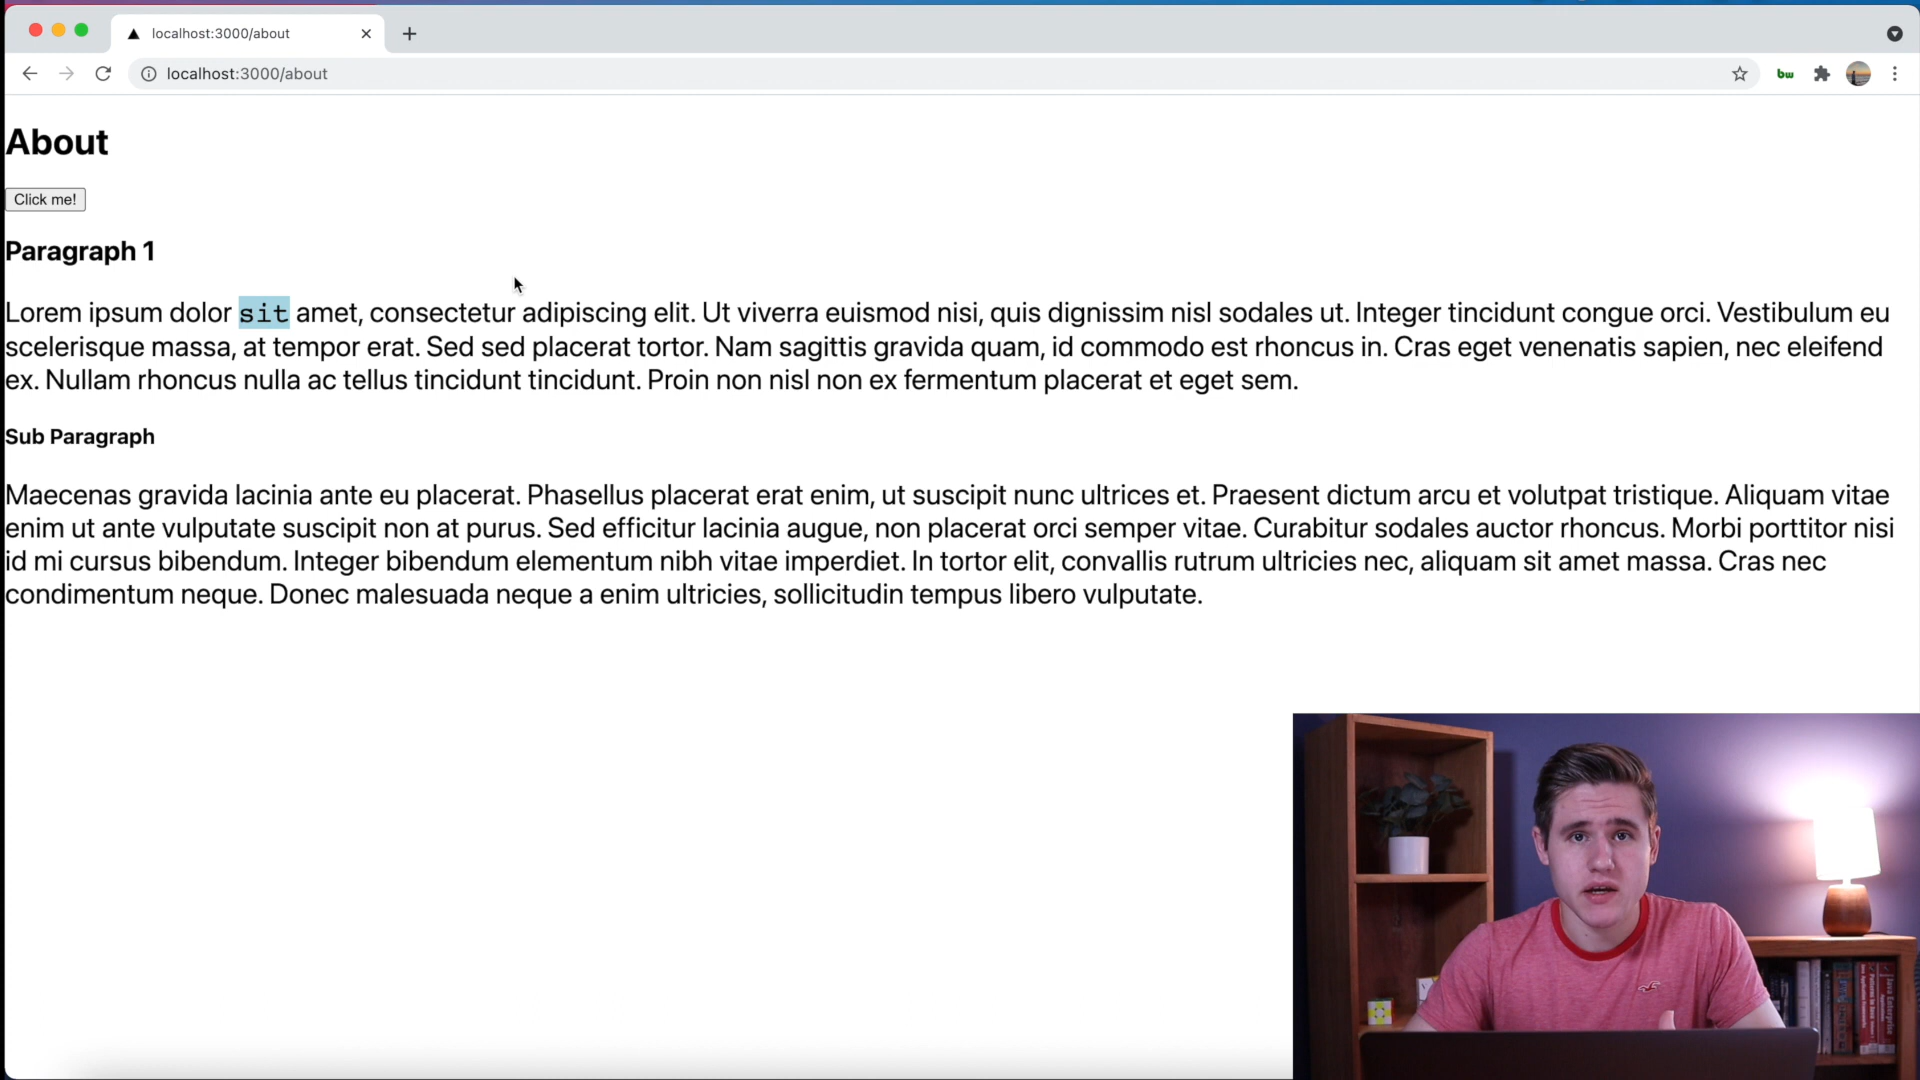 localhost:3000/about
localhost:3000/about
bw
About
Click me!
Paragraph 1
Lorem ipsum dolor sit amet, consectetur adipiscing elit. Ut viverra euismod nisi, quis dignissim nisl sodales ut. Integer tincidunt congue orci. Vestibulum eu
scelerisque massa, at tempor erat. Sed sed placerat tortor. Nam sagittis gravida quam, id commodo est rhoncus in. Cras eget venenatis sapien, nec eleifend
ex. Nullam rhoncus nulla ac tellus tincidunt tincidunt. Proin non nisl non ex fermentum placerat et eget sem.
Sub Paragraph
Maecenas gravida lacinia ante eu placerat. Phasellus placerat erat enim, ut suscipit nunc ultrices et. Praesent dictum arcu et volutpat tristique. Aliquam vitae
enim ut ante vulputate suscipit non at purus. Sed efficitur lacinia augue, non placerat orci semper vitae. Curabitur sodales auctor rhoncus. Morbi porttitor nisi
id mi cursus bibendum. Integer bibendum elementum nibh vitae imperdiet. In tortor elit, convallis rutrum ultricies nec, aliquam sit amet massa. Cras nec
condimentum neque. Donec malesuada neque a enim ultricies, sollicitudin tempus libero vulputate.